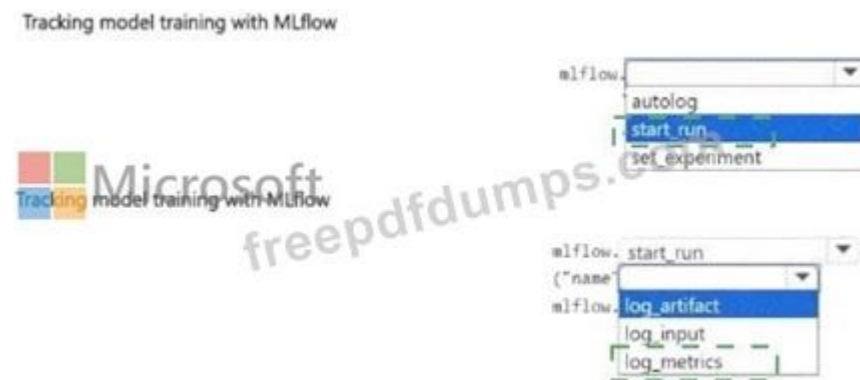 Tracking model training with MLflow
mlflow.
autolog
start_run
set_experiment
Microsoft
Tracking model training with MLflow
freepdfdumps.com
mlflow. start_run
("name"
mlflow. log_artifact
log_input
log_metrics